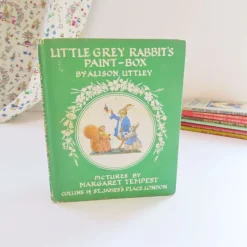 LITTLE GREY RABBIT'S
PAINT-BOX
BY ALISON UTTLEY
PICTURES BY
MARGARET TEMPEST
COLLINS 14 ST. JAMES'S PLACE. LONDON